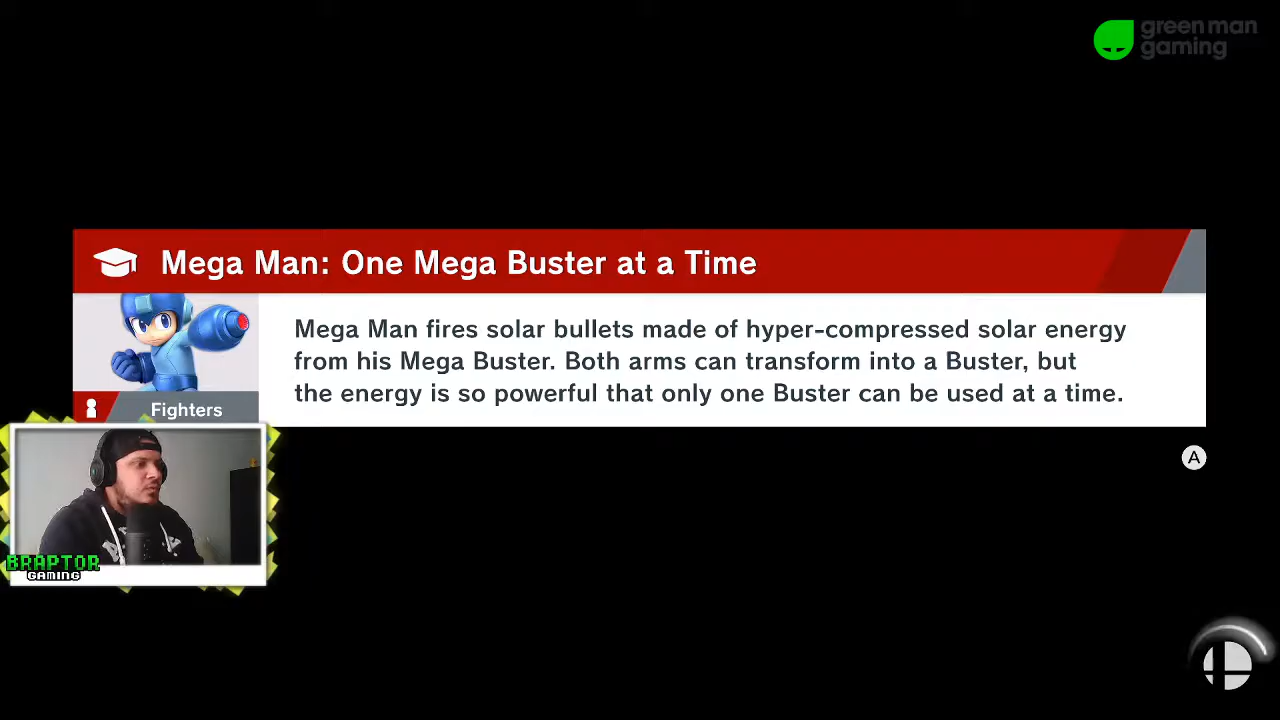 green man
gaming
Mega Man: One Mega Buster at a Time
Mega Man fires solar bullets made of hyper-compressed solar energy
from his Mega Buster. Both arms can transform into a Buster, but
the energy is so powerful that only one Buster can be used at a time.
Fighters
A
BRAPTOR
GAMING